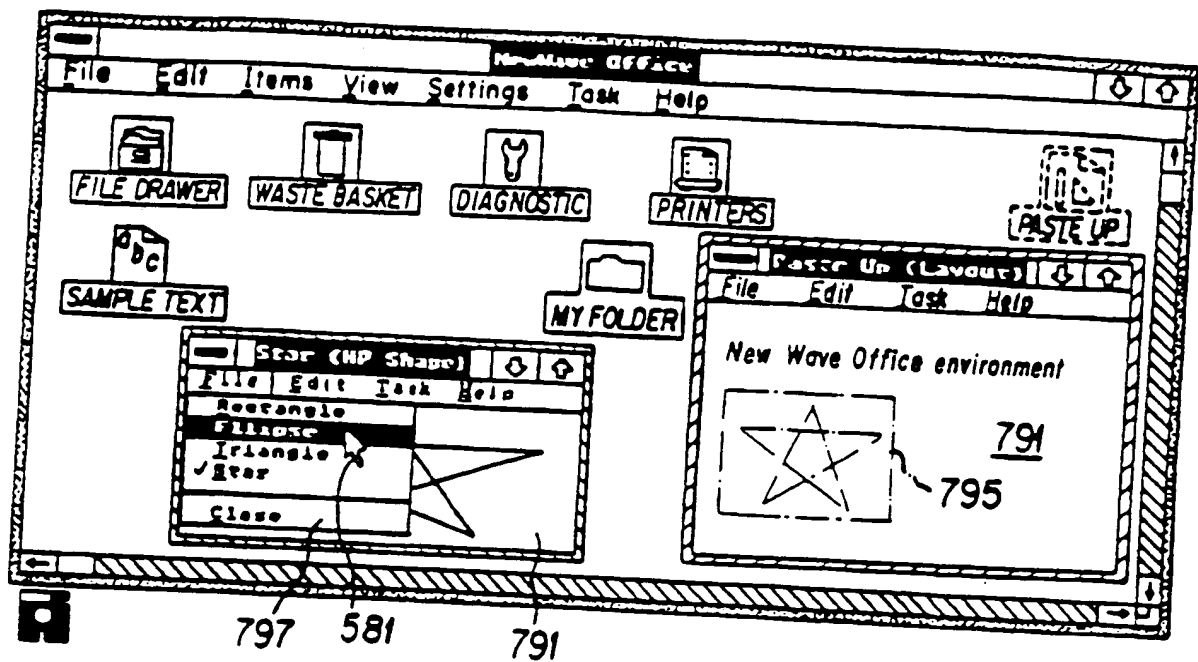 NewWave Office
File Edit Items View Settings Task Help
FILE DRAWER
WASTE BASKET
DIAGNOSTIC
PRINTERS
PASTE UP
abc
SAMPLE TEXT
MY FOLDER
Paste Up (Layout)
File Edit Task Help
New Wave Office environment
791
795
Star (HP Shape)
File Edit Task Help
Rectangle
Ellipse
Triangle
✓ Star
Close
797
581
791